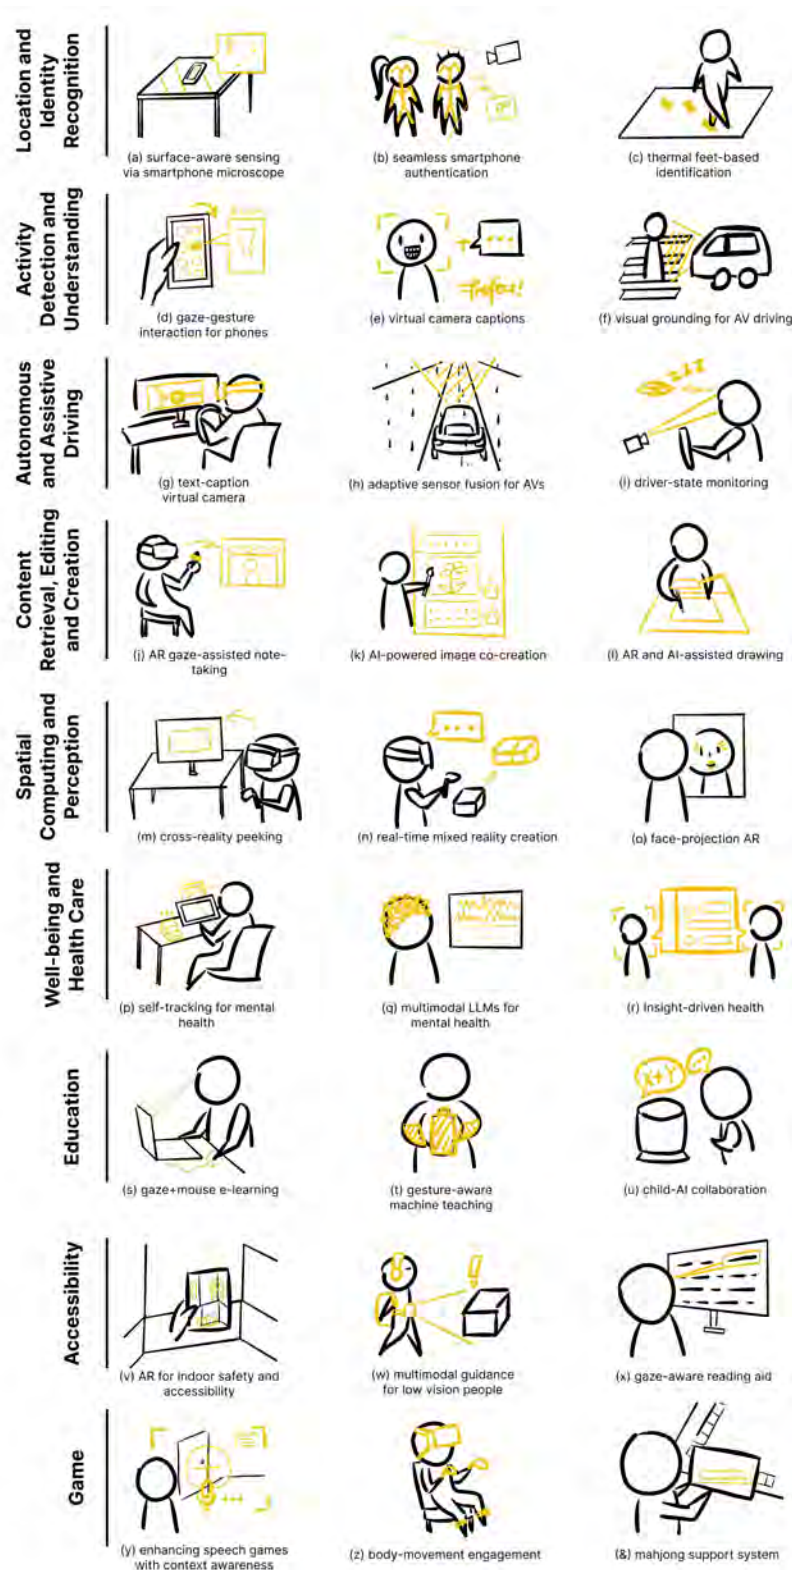 Location and
Identity
Recognition
(a) surface-aware sensing
via smartphone microscope
(b) seamless smartphone
authentication
(c) thermal feet-based
identification
Activity
Detection and
Understanding
(d) gaze-gesture
interaction for phones
(e) virtual camera captions
(f) visual grounding for AV driving
Autonomous
and Assistive
Driving
zzz
(g) text-caption
virtual camera
(h) adaptive sensor fusion for AVs
(i) driver-state monitoring
Content
Retrieval, Editing
and Creation
(j) AR gaze-assisted note-
taking
(k) AI-powered image co-creation
(l) AR and AI-assisted drawing
Spatial
Computing and
Perception
(m) cross-reality peeking
(n) real-time mixed reality creation
(o) face-projection AR
Well-being and
Health Care
(p) self-tracking for mental
health
(q) multimodal LLMs for
mental health
(r) Insight-driven health
Education
X+Y
(s) gaze+mouse e-learning
(t) gesture-aware
machine teaching
(u) child-AI collaboration
Accessibility
!
!
(v) AR for indoor safety and
accessibility
(w) multimodal guidance
for low vision people
(x) gaze-aware reading aid
Game
(y) enhancing speech games
with context awareness
(z) body-movement engagement
(&) mahjong support system